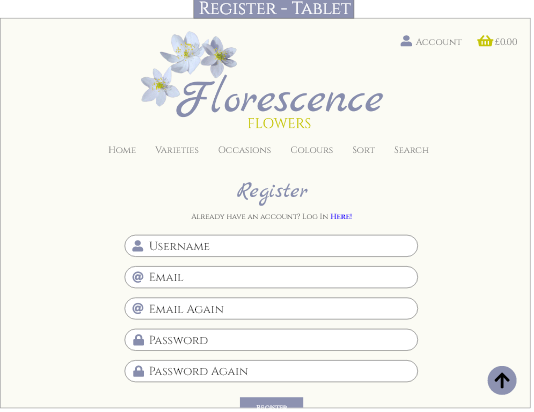 Register - Tablet
Account £0.00
Florescence
FLOWERS
Home Varieties Occasions Colours Sort Search
Register
Already have an account? Log In Here!
Username
@ Email
@ Email Again
Password
Password Again
Register